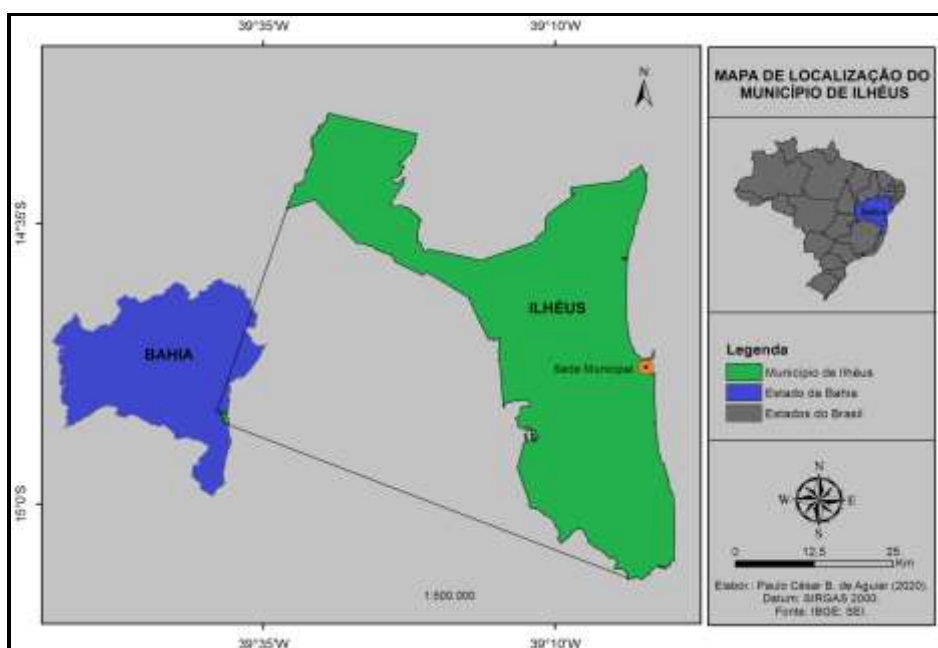 39°35'W 39°10'W
N
MAPA DE LOCALIZAÇÃO DO
MUNICÍPIO DE ILHÉUS
14°35'S
Bahia
ILHÉUS
BAHIA
Sede Municipal
Legenda
Município de Ilhéus
Estado da Bahia
Estados do Brasil
N
W E
S
15°0'S
0 12,5 25
Km
1:500.000
Elabor.: Paulo César B. de Aguiar (2020).
Datum: SIRGAS 2000.
Fonte: IBGE; SEI.
39°35'W 39°10'W